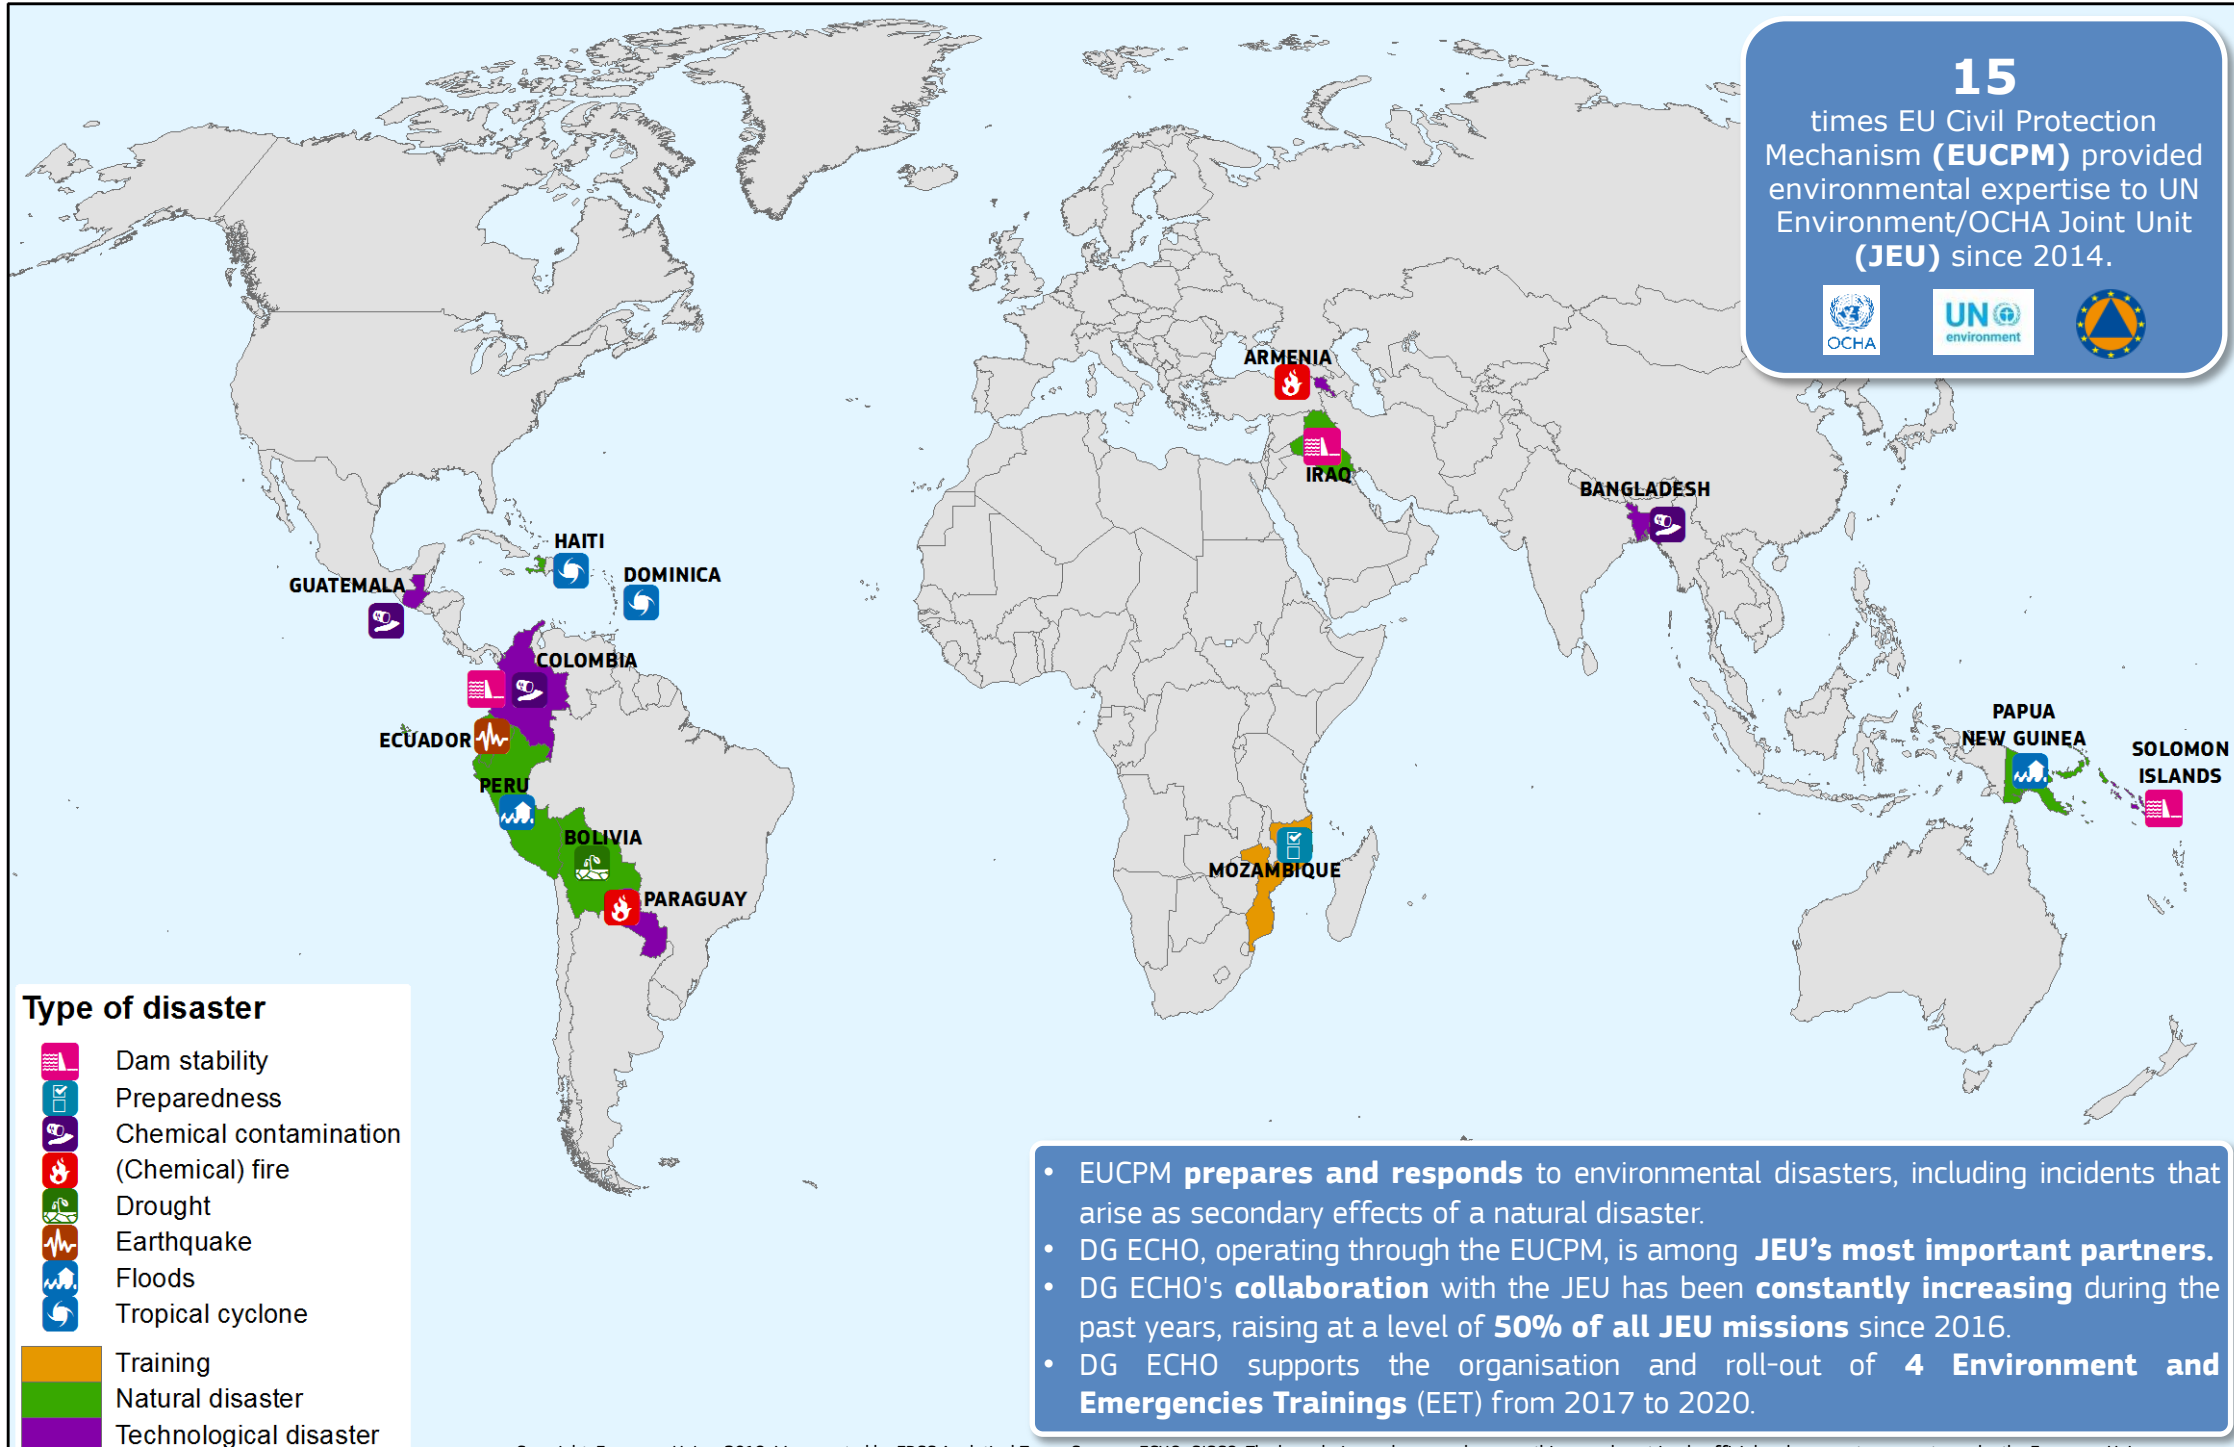 15
times EU Civil Protection
Mechanism (EUCPM) provided
environmental expertise to UN
Environment/OCHA Joint Unit
(JEU) since 2014.
OCHA
UN
environment
ARMENIA
IRAQ
BANGLADESH
HAITI
DOMINICA
GUATEMALA
COLOMBIA
ECUADOR
PERU
BOLIVIA
PARAGUAY
MOZAMBIQUE
PAPUA
NEW GUINEA
SOLOMON
ISLANDS
Type of disaster
Dam stability
Preparedness
Chemical contamination
(Chemical) fire
Drought
Earthquake
Floods
Tropical cyclone
Training
Natural disaster
Technological disaster
• EUCPM prepares and responds to environmental disasters, including incidents that
arise as secondary effects of a natural disaster.
• DG ECHO, operating through the EUCPM, is among JEU's most important partners.
• DG ECHO's collaboration with the JEU has been constantly increasing during the
past years, raising at a level of 50% of all JEU missions since 2016.
• DG ECHO supports the organisation and roll-out of 4 Environment and
Emergencies Trainings (EET) from 2017 to 2020.